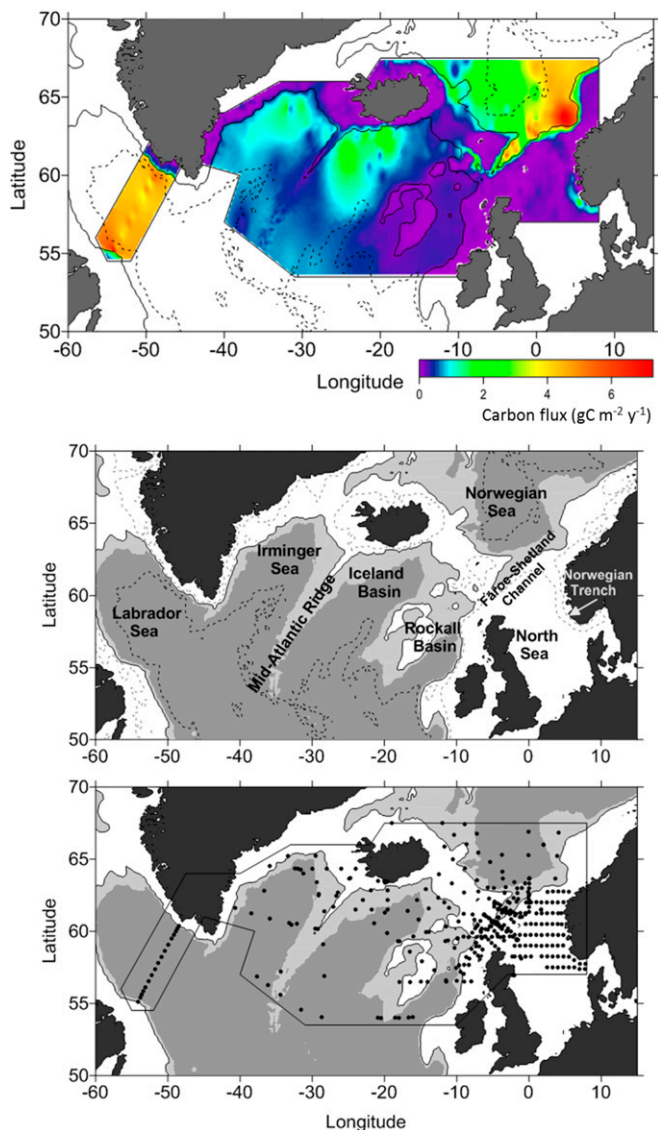 70
65
60
55
50
Latitude
-60 -50 -40 -30 -20 -10 0 10
Longitude
0 2 4 6
Carbon flux (gC m⁻² y⁻¹)
70
65
60
55
50
Latitude
Norwegian
Sea
Irminger
Sea
Iceland
Basin
Faroe-Shetland
Channel
Norwegian
Trench
Labrador
Sea
Mid-Atlantic Ridge
Rockall
Basin
North
Sea
-60 -50 -40 -30 -20 -10 0 10
70
65
60
55
50
Latitude
-60 -50 -40 -30 -20 -10 0 10
Longitude